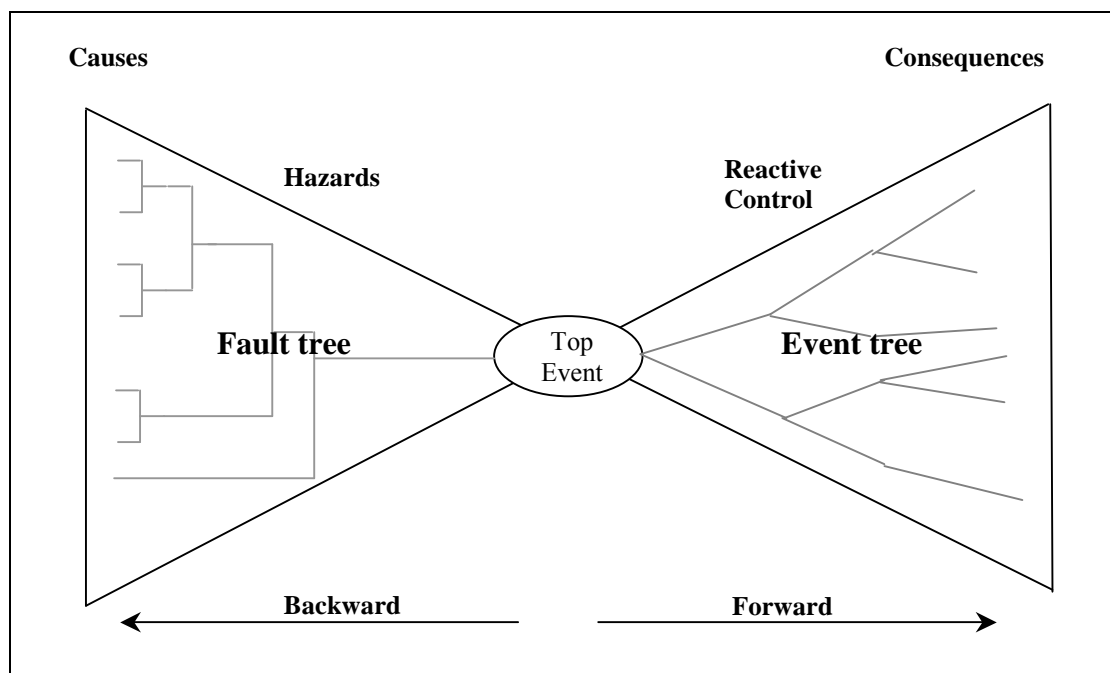 Causes
Consequences
Hazards
Reactive
Control
Fault tree
Top
Event
Event tree
Backward
Forward